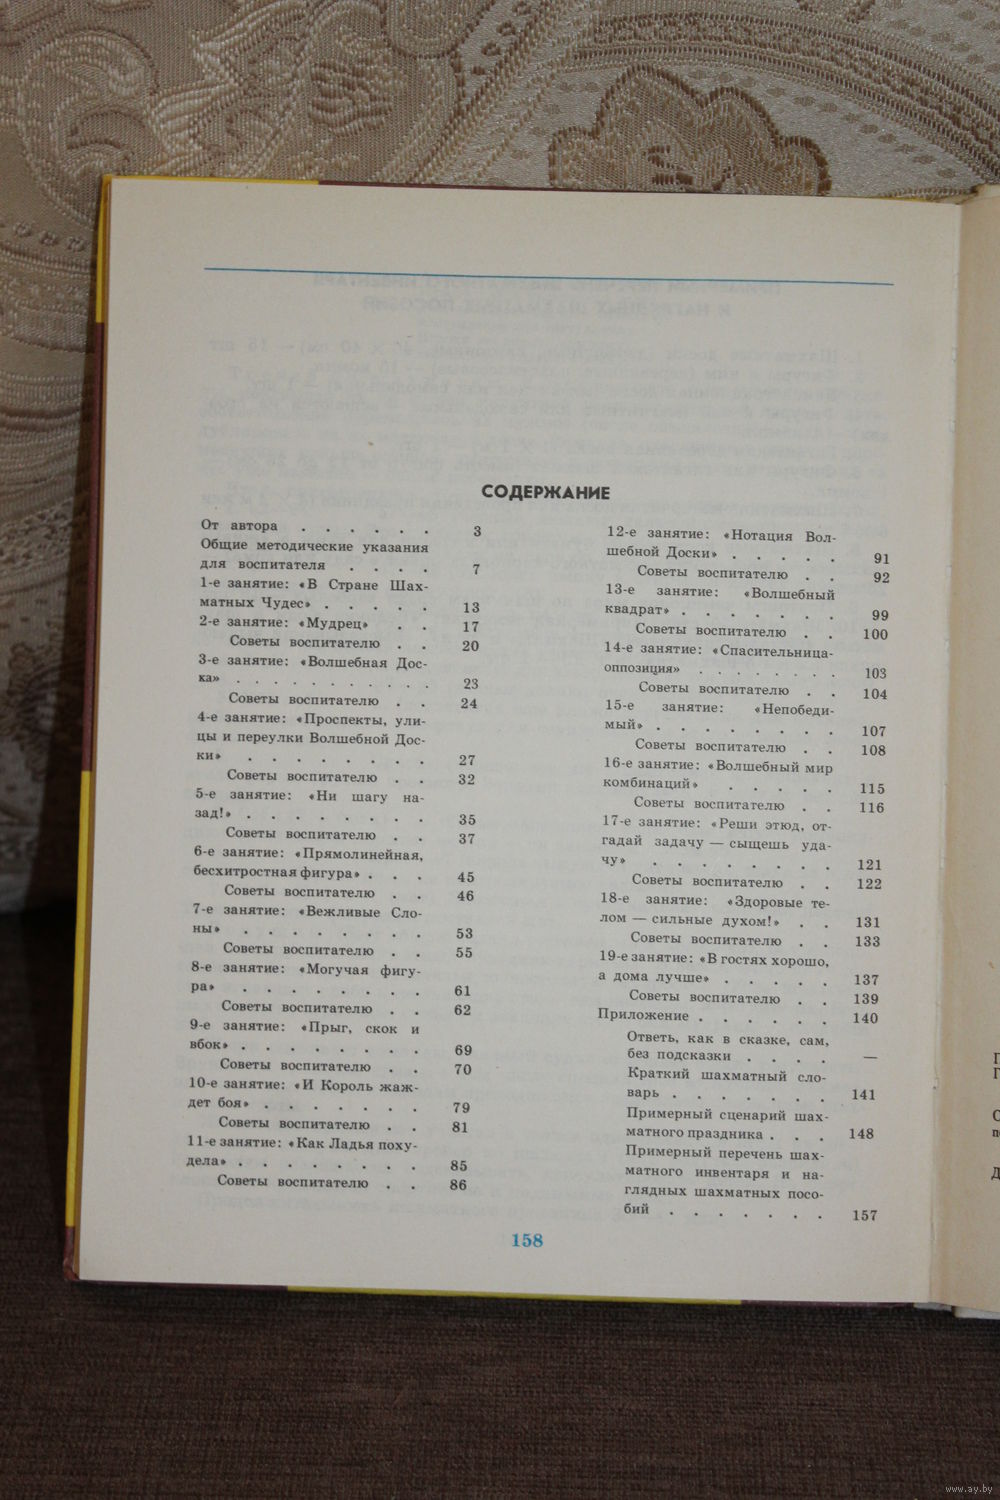 СОДЕРЖАНИЕ
От автора . . . . . . 3
Общие методические указания
для воспитателя . . . . 7
1-е занятие: «В Стране Шах-
матных Чудес» . . . . . 13
2-е занятие: «Мудрец» . . 17
Советы воспитателю . . 20
3-е занятие: «Волшебная Дос-
ка» . . . . . . . . . . 23
Советы воспитателю . . 24
4-е занятие: «Проспекты, ули-
цы и переулки Волшебной Дос-
ки» . . . . . . . . 27
Советы воспитателю . . 32
5-е занятие: «Ни шагу на-
зад!» . . . . . . . . 35
Советы воспитателю . . 37
6-е занятие: «Прямолинейная,
бесхитростная фигура» . . . 45
Советы воспитателю . . 46
7-е занятие: «Вежливые Сло-
ны» . . . . . . . . 53
Советы воспитателю . . 55
8-е занятие: «Могучая фигу-
ра» . . . . . . . . 61
Советы воспитателю . . 62
9-е занятие: «Прыг, скок и
вбок» . . . . . . . . 69
Советы воспитателю . . 70
10-е занятие: «И Король жаж-
дет боя» . . . . . . . 79
Советы воспитателю . . 81
11-е занятие: «Как Ладья поху-
дела» . . . . . . . . 85
Советы воспитателю . . 86
12-е занятие: «Нотация Вол-
шебной Доски» . . . . . 91
Советы воспитателю . . 92
13-е занятие: «Волшебный
квадрат» . . . . . . . 99
Советы воспитателю . . 100
14-е занятие: «Спасительница-
оппозиция» . . . . . . . 103
Советы воспитателю . . 104
15-е занятие: «Непобеди-
мый» . . . . . . . . 107
Советы воспитателю . . 108
16-е занятие: «Волшебный мир
комбинаций» . . . . . 115
Советы воспитателю . . 116
17-е занятие: «Реши этюд, от-
гадай задачу — сыщешь уда-
чу» . . . . . . . . 121
Советы воспитателю . . 122
18-е занятие: «Здоровые те-
лом — сильные духом!» . . 131
Советы воспитателю . . 133
19-е занятие: «В гостях хорошо,
а дома лучше» . . . . . 137
Советы воспитателю . . 139
Приложение . . . . . . 140
Ответь, как в сказке, сам,
без подсказки . . . . —
Краткий шахматный сло-
варь . . . . . . . 141
Примерный сценарий шах-
матного праздника . . . 148
Примерный перечень шах-
матного инвентаря и на-
глядных шахматных посо-
бий . . . . . . . 157
158
www.ay.by